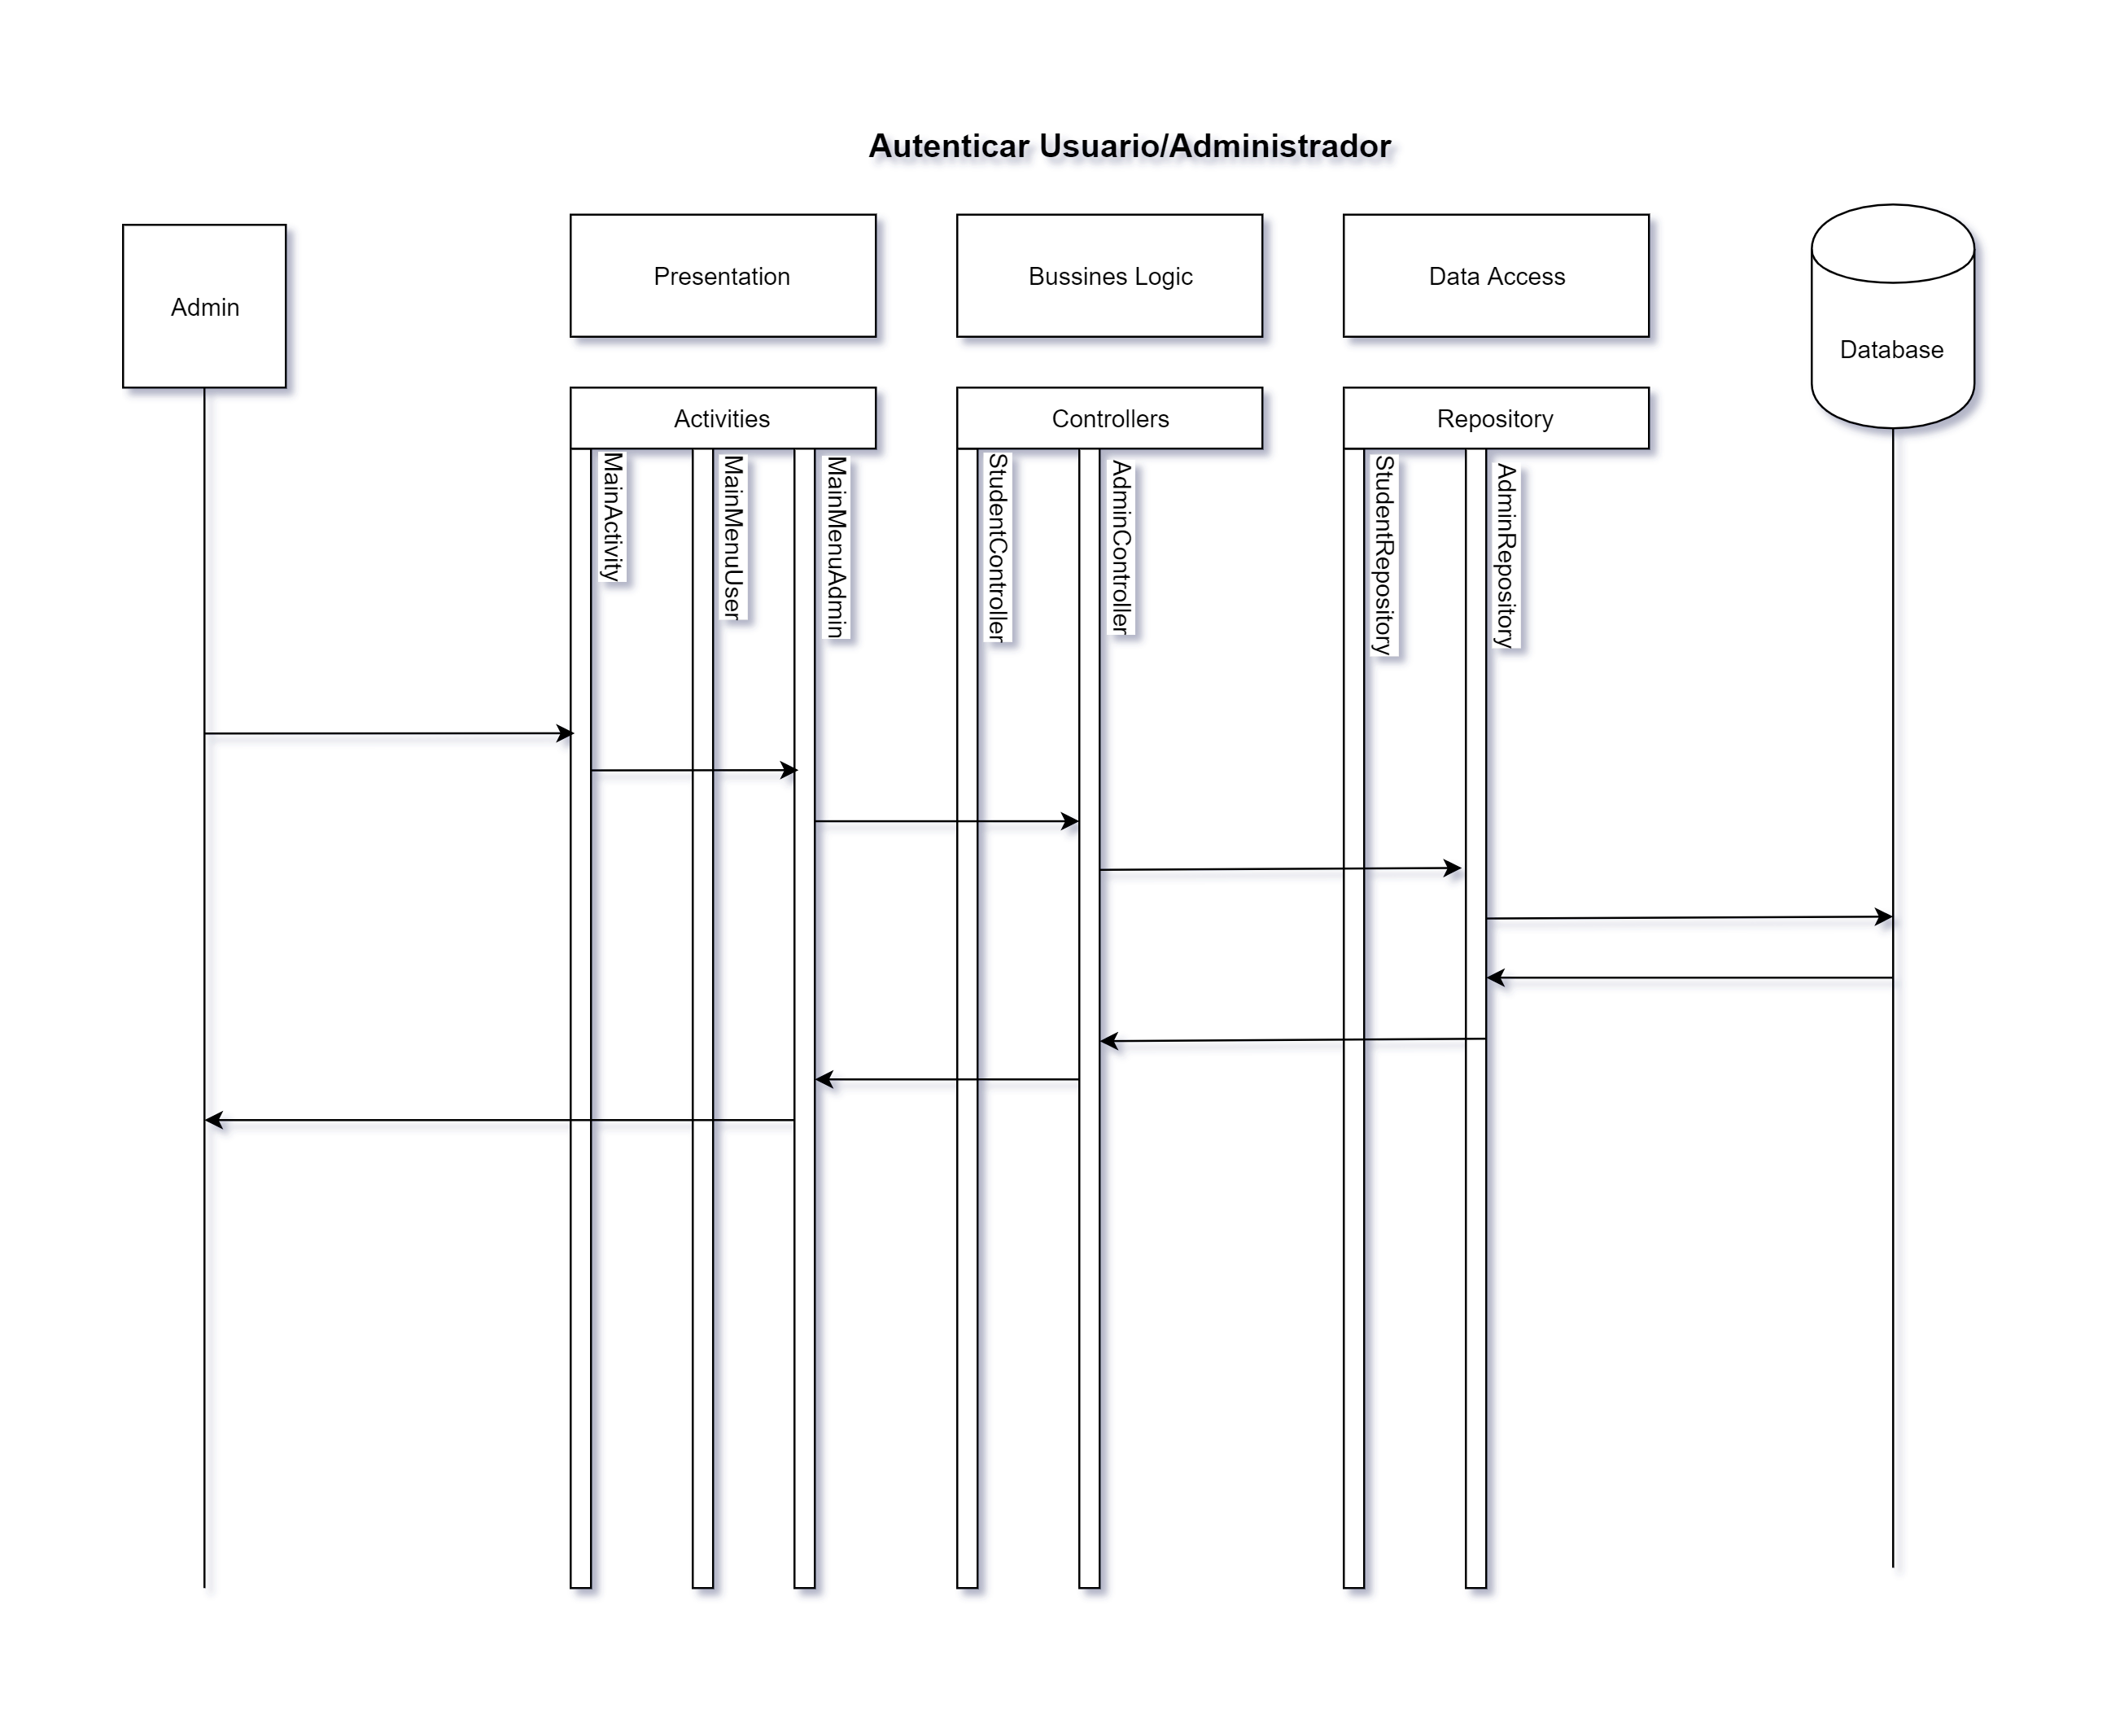 Autenticar Usuario/Administrador
Admin
Presentation
Bussines Logic
Data Access
Database
Activities
Controllers
Repository
MainActivity
MainMenuUser
MainMenuAdmin
StudentController
AdminController
StudentRepository
AdminRepository